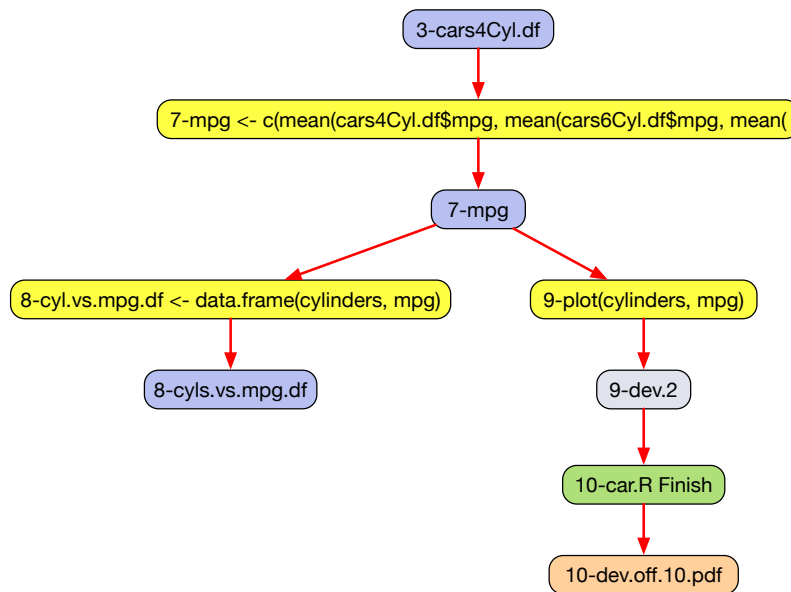 3-cars4Cyl.df
7-mpg <- c(mean(cars4Cyl.df$mpg, mean(cars6Cyl.df$mpg, mean(
7-mpg
8-cyl.vs.mpg.df <- data.frame(cylinders, mpg)
9-plot(cylinders, mpg)
8-cyls.vs.mpg.df
9-dev.2
10-car.R Finish
10-dev.off.10.pdf